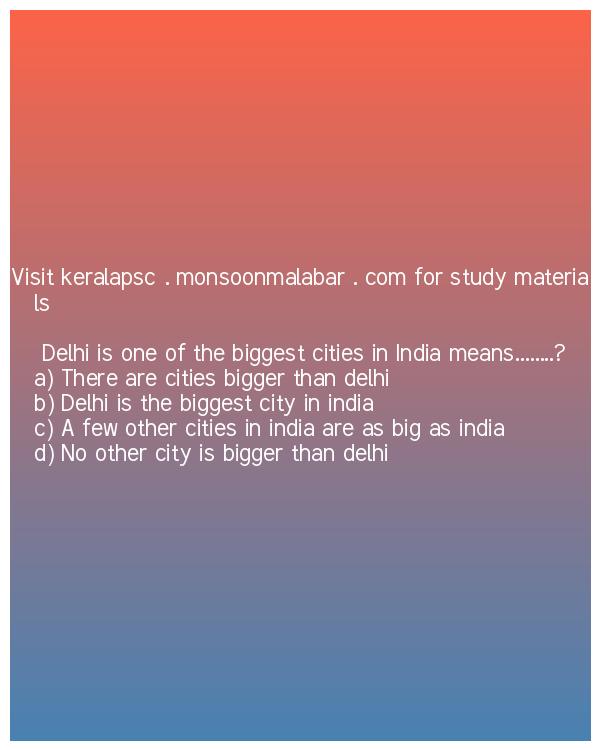 Visit keralapsc . monsoonmalabar . com for study materia
ls
Delhi is one of the biggest cities in India means........?
a) There are cities bigger than delhi
b) Delhi is the biggest city in india
c) A few other cities in india are as big as india
d) No other city is bigger than delhi